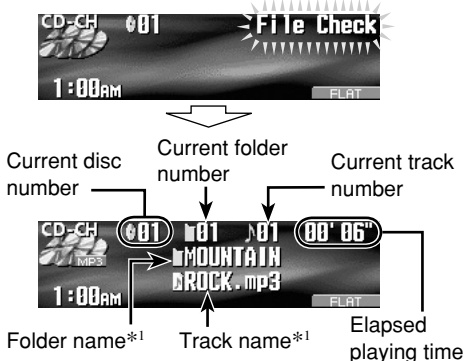 CD-CH 01 File Check
1:00AM FLAT
Current disc number
Current folder number
Current track number
CD-CH 01 01 01 00'06"
MP3 MOUNTAIN
ROCK.mp3
1:00AM FLAT
Folder name*1
Track name*1
Elapsed playing time